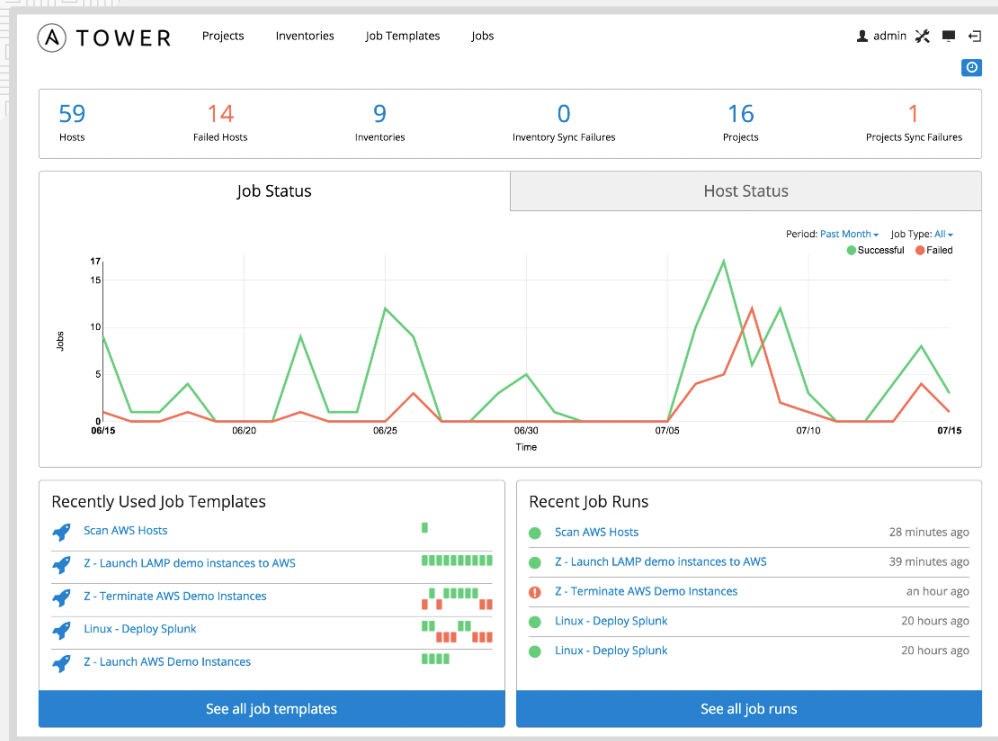 A TOWER Projects Inventories Job Templates Jobs admin
59 14 9 0 16 1
Hosts Failed Hosts Inventories Inventory Sync Failures Projects Projects Sync Failures
Job Status Host Status
Period: Past Month Job Type: All
Successful Failed
17
15
10
Jobs
5
0
06/15 06/20 06/25 06/30 07/05 07/10 07/15
Time
Recently Used Job Templates
Scan AWS Hosts
Z - Launch LAMP demo instances to AWS
Z - Terminate AWS Demo Instances
Linux - Deploy Splunk
Z - Launch AWS Demo Instances
See all job templates
Recent Job Runs
Scan AWS Hosts 28 minutes ago
Z - Launch LAMP demo instances to AWS 39 minutes ago
Z - Terminate AWS Demo Instances an hour ago
Linux - Deploy Splunk 20 hours ago
Linux - Deploy Splunk 20 hours ago
See all job runs